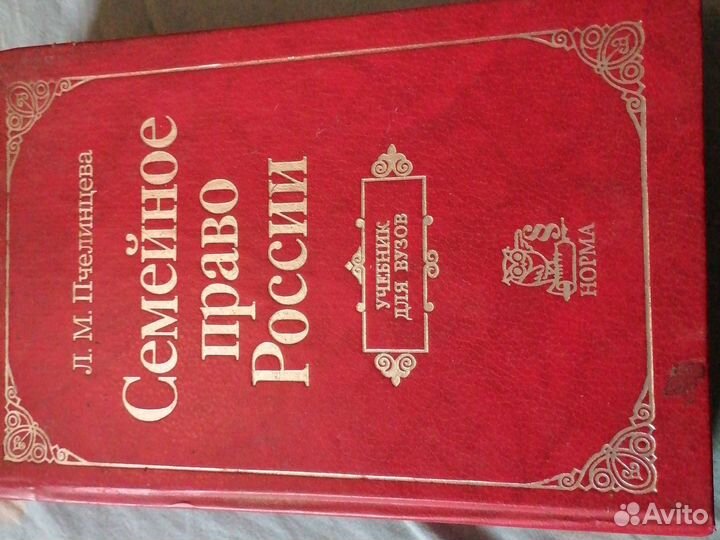 Л. М. Пчелинцева
Семейное
право
России
УЧЕБНИК
ДЛЯ ВУЗОВ
НОРМА
Avito